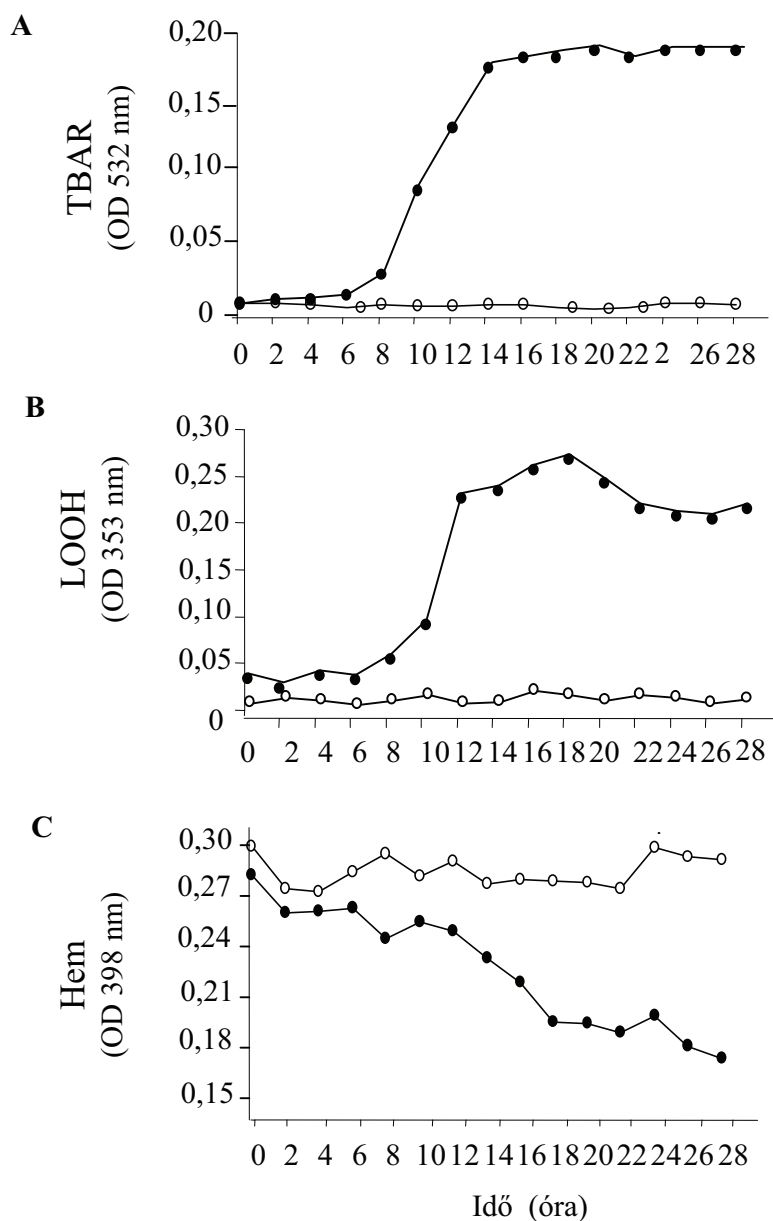 A
TBAR
(OD 532 nm)
0,20
0,15
0,10
0,05
0
0 2 4 6 8 10 12 14 16 18 20 22 2 26 28
B
LOOH
(OD 353 nm)
0,30
0,25
0,20
0,15
0,10
0,05
0
0 2 4 6 8 10 12 14 16 18 20 22 24 26 28
C
Hem
(OD 398 nm)
0,30
0,27
0,24
0,21
0,18
0,15
0 2 4 6 8 10 12 14 16 18 20 22 24 26 28
Idő (óra)